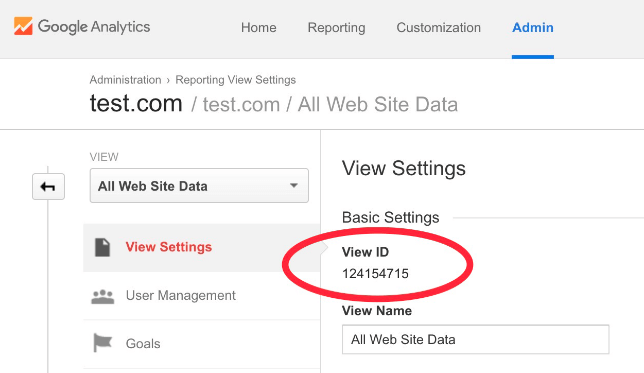 Google Analytics
Home Reporting Customization Admin
Administration › Reporting View Settings
test.com / test.com / All Web Site Data
VIEW
All Web Site Data
View Settings
User Management
Goals
View Settings
Basic Settings
View ID
124154715
View Name
All Web Site Data